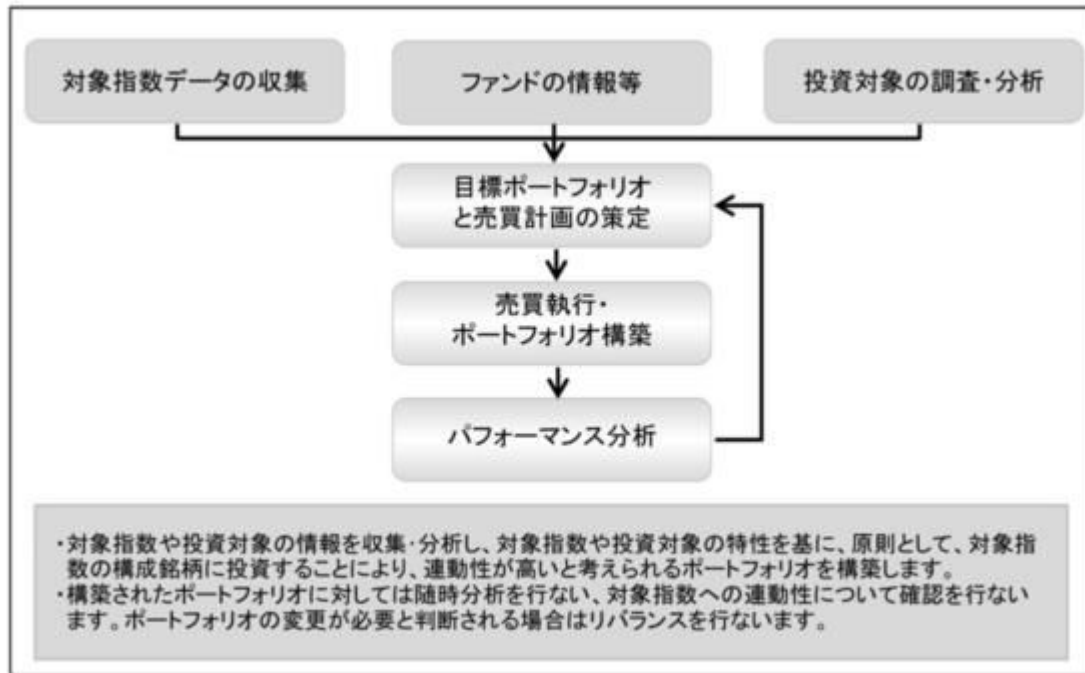 対象指数データの収集
ファンドの情報等
投資対象の調査・分析
目標ポートフォリオ
と売買計画の策定
売買執行・
ポートフォリオ構築
パフォーマンス分析
・対象指数や投資対象の情報を収集・分析し、対象指数や投資対象の特性を基に、原則として、対象指
数の構成銘柄に投資することにより、連動性が高いと考えられるポートフォリオを構築します。
・構築されたポートフォリオに対しては随時分析を行ない、対象指数への連動性について確認を行ない
ます。ポートフォリオの変更が必要と判断される場合はリバランスを行ないます。